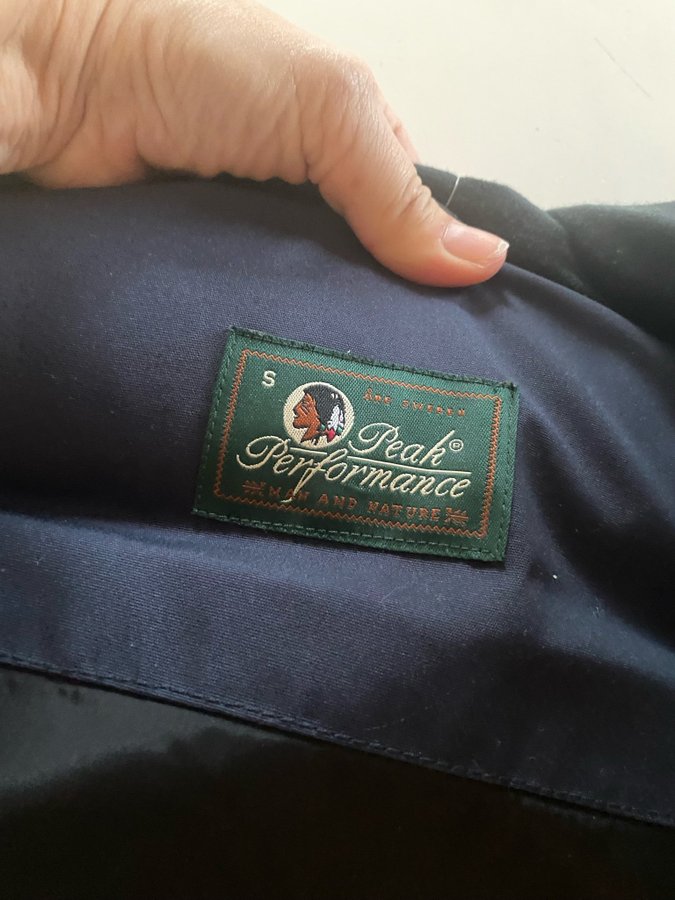 S
ÅRE SWEDEN
Peak®
Performance
MAN AND NATURE